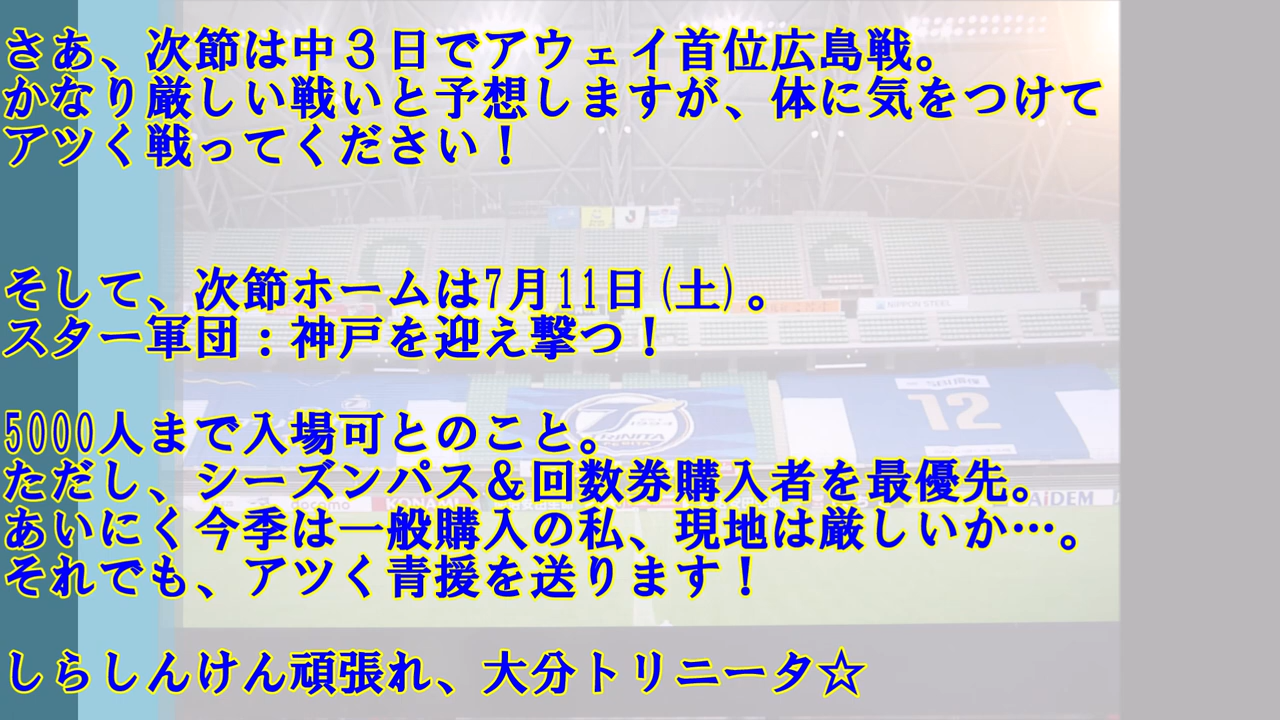 さあ、次節は中３日でアウェイ首位広島戦。
かなり厳しい戦いと予想しますが、体に気をつけて
アツく戦ってください！
そして、次節ホームは7月11日(土)。
スター軍団：神戸を迎え撃つ！
NIPPON STEEL
12
TRINITA
5000人まで入場可とのこと。
ただし、シーズンパス＆回数券購入者を最優先。
docomo
KONAMI
AiDEM
あいにく今季は一般購入の私、現地は厳しいか…。
それでも、アツく青援を送ります！
しらしんけん頑張れ、大分トリニータ☆